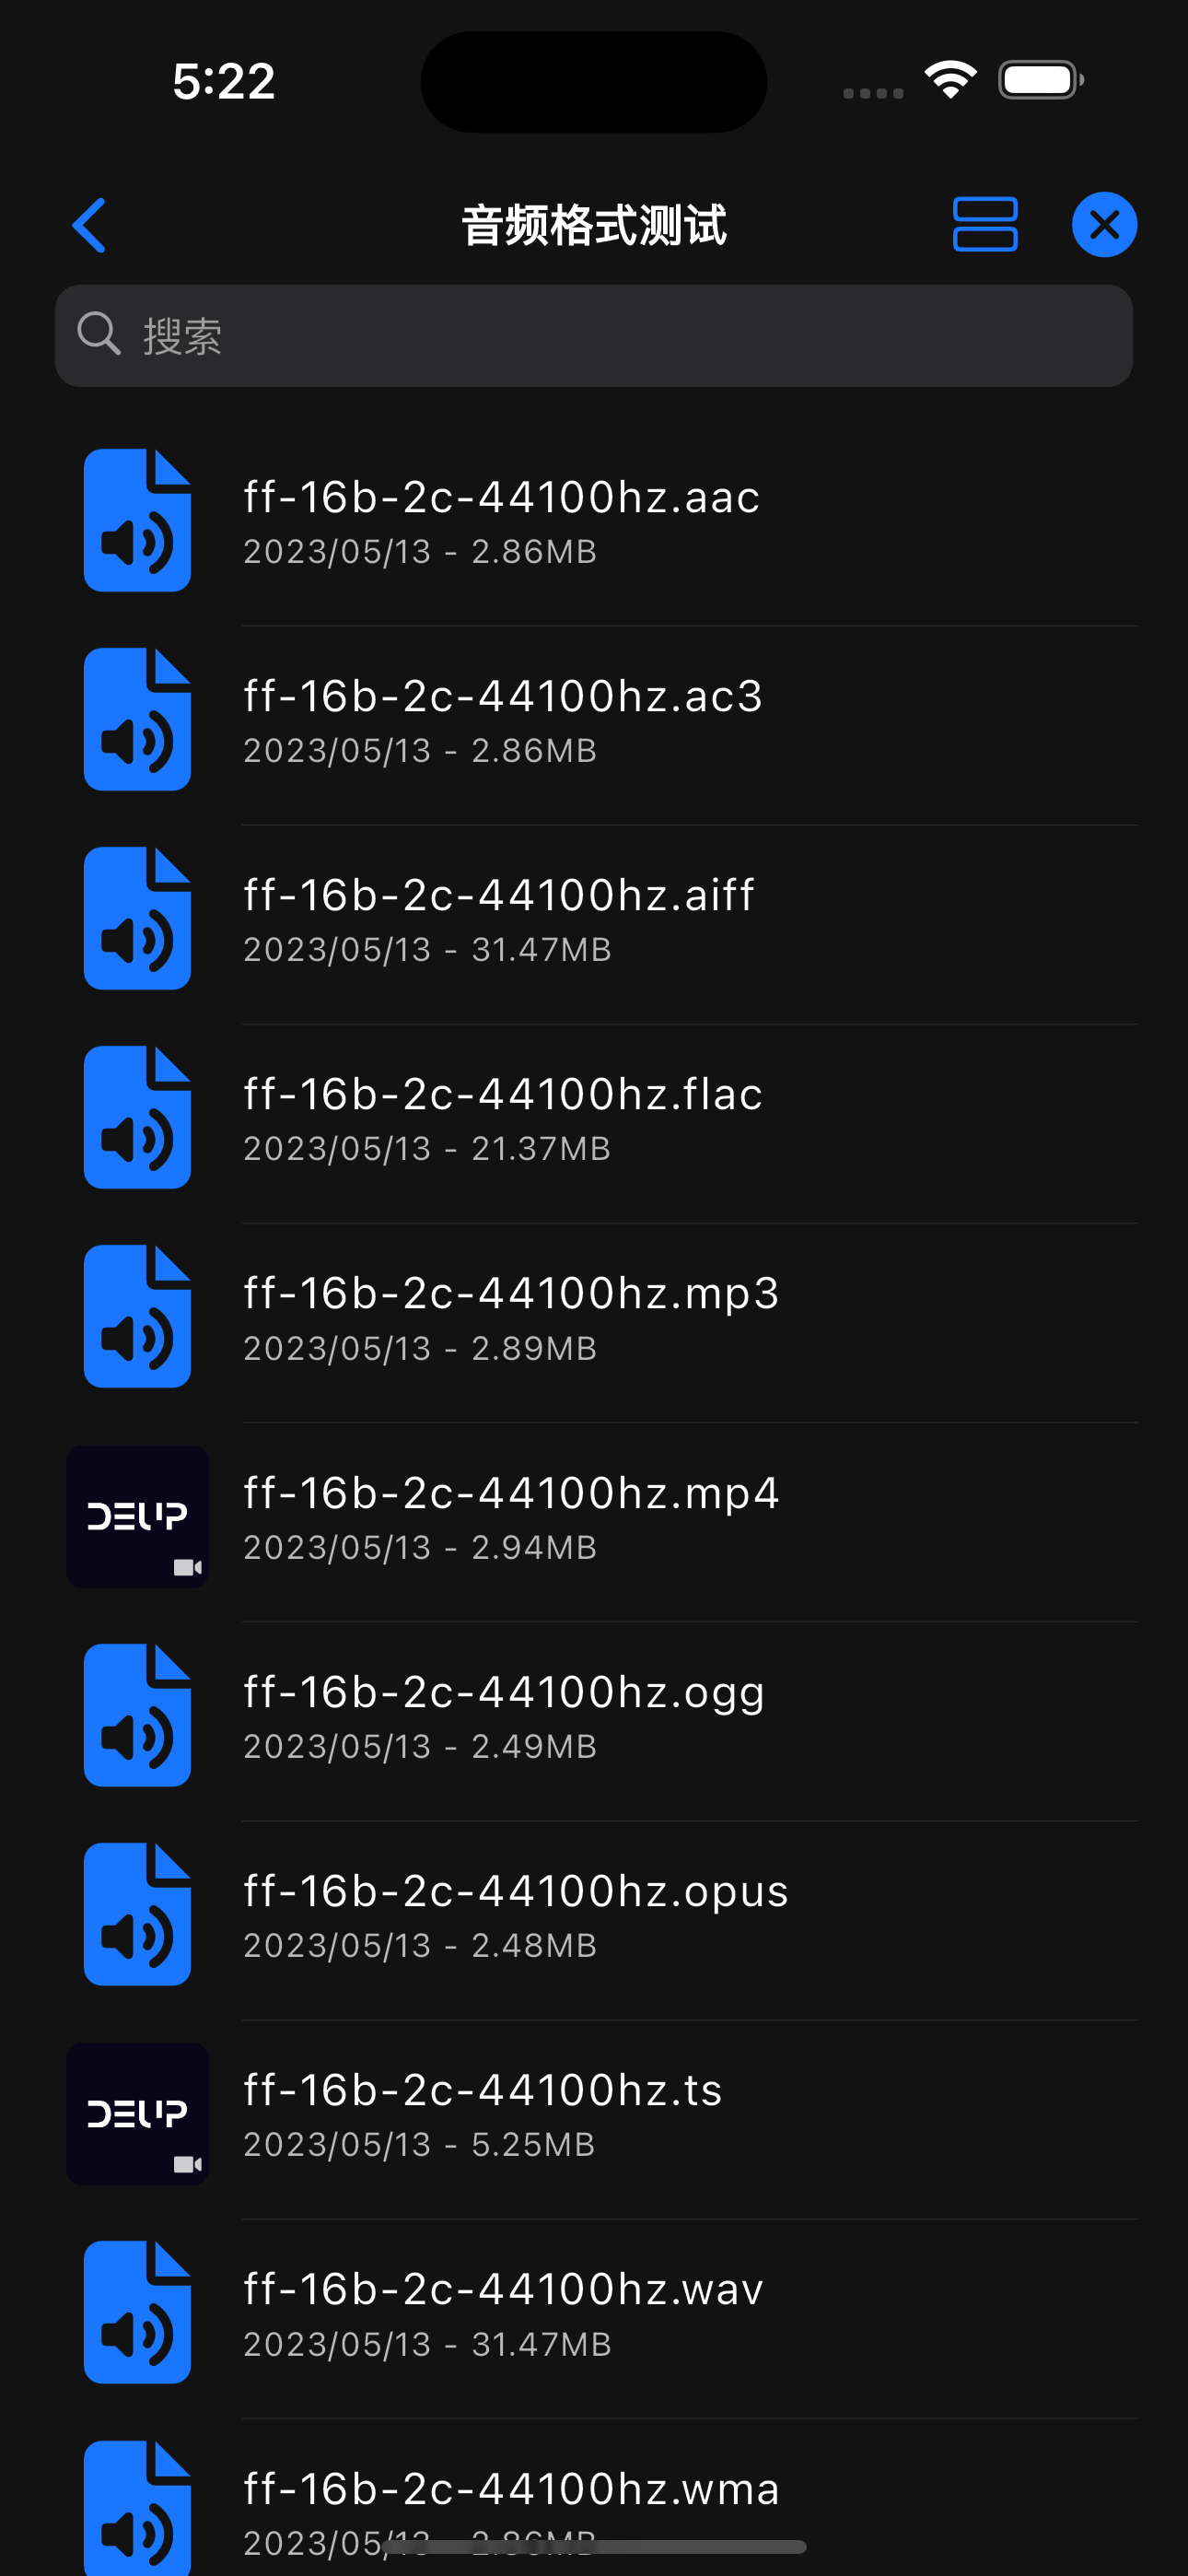 5:22
音频格式测试
搜索
ff-16b-2c-44100hz.aac
2023/05/13 - 2.86MB
ff-16b-2c-44100hz.ac3
2023/05/13 - 2.86MB
ff-16b-2c-44100hz.aiff
2023/05/13 - 31.47MB
ff-16b-2c-44100hz.flac
2023/05/13 - 21.37MB
ff-16b-2c-44100hz.mp3
2023/05/13 - 2.89MB
DEUP
ff-16b-2c-44100hz.mp4
2023/05/13 - 2.94MB
ff-16b-2c-44100hz.ogg
2023/05/13 - 2.49MB
ff-16b-2c-44100hz.opus
2023/05/13 - 2.48MB
DEUP
ff-16b-2c-44100hz.ts
2023/05/13 - 5.25MB
ff-16b-2c-44100hz.wav
2023/05/13 - 31.47MB
ff-16b-2c-44100hz.wma
2023/05/13 - 2.86MB